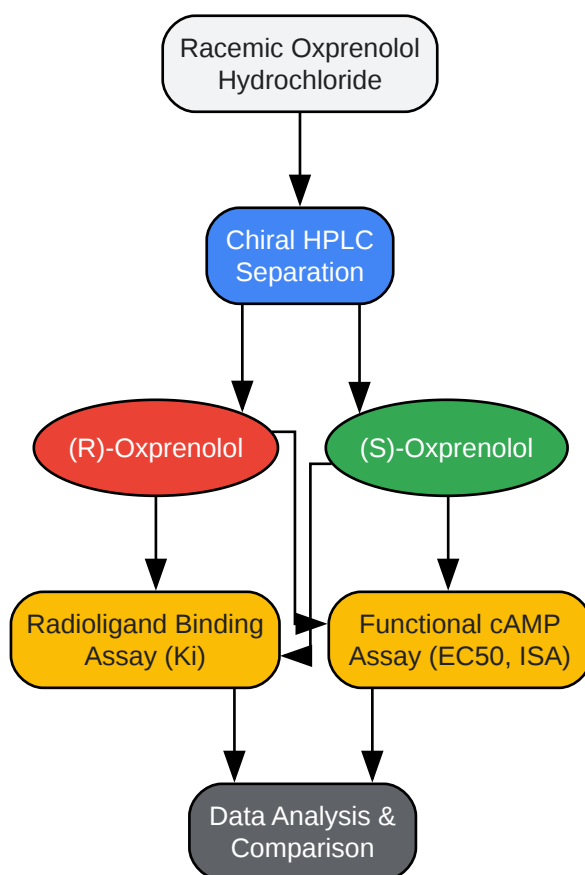 Racemic Oxprenolol
Hydrochloride
Chiral HPLC
Separation
(R)-Oxprenolol
(S)-Oxprenolol
Radioligand Binding
Assay (Ki)
Functional cAMP
Assay (EC50, ISA)
Data Analysis &
Comparison